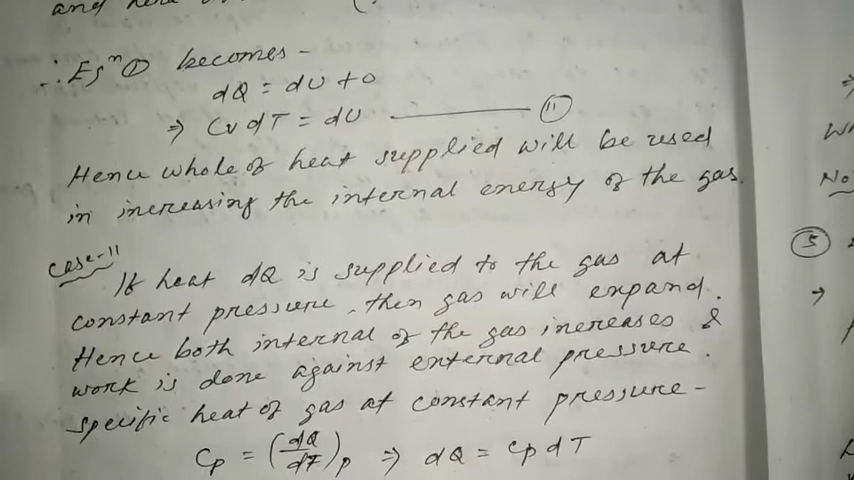 ∴ Eqⁿ ① becomes -
dQ = dU + 0
⇒ Cv dT = dU ——— ⑪
Hence whole of heat supplied will be used
in increasing the internal energy of the gas.
Case-II
If heat dQ is supplied to the gas at
constant pressure, then gas will expand.
Hence both internal of the gas increases &
work is done against external pressure.
specific heat of gas at constant pressure -
Cp = (dQ/dT)p ⇒ dQ = Cp dT
No
⑤
⇒